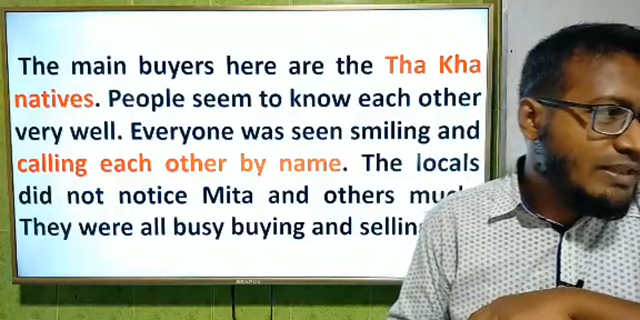 The main buyers here are the Tha Kha
natives. People seem to know each other
very well. Everyone was seen smiling and
calling each other by name. The locals
did not notice Mita and others
They were all busy buying and